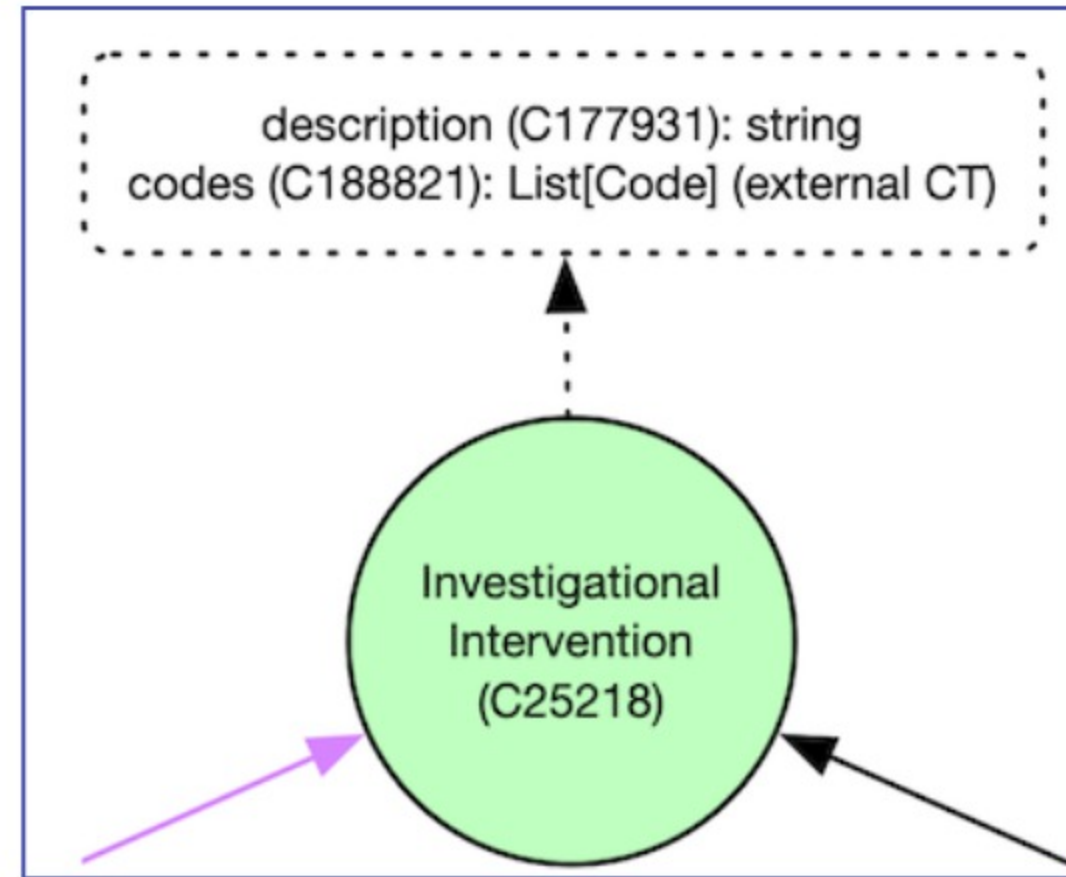 description (C177931): string
codes (C188821): List[Code] (external CT)
Investigational
Intervention
(C25218)